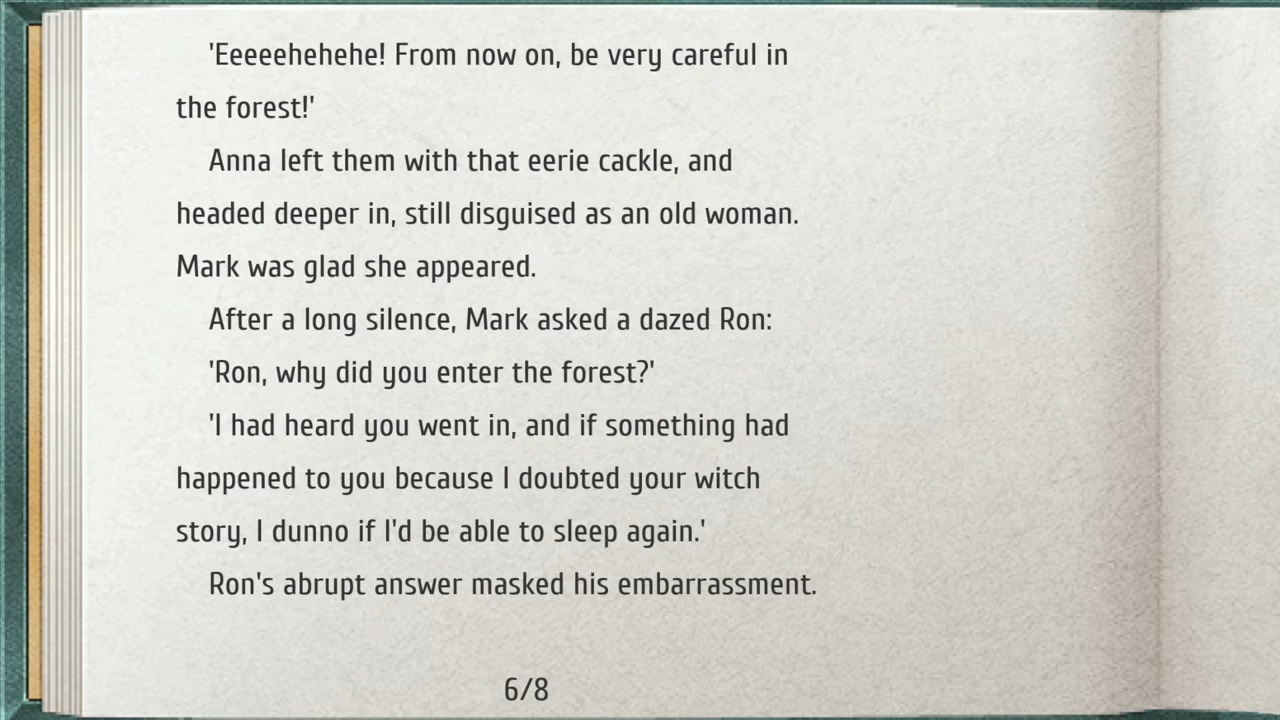 'Eeeeehehehe! From now on, be very careful in
the forest!'
Anna left them with that eerie cackle, and
headed deeper in, still disguised as an old woman.
Mark was glad she appeared.
After a long silence, Mark asked a dazed Ron:
'Ron, why did you enter the forest?'
'I had heard you went in, and if something had
happened to you because I doubted your witch
story, I dunno if I'd be able to sleep again.'
Ron's abrupt answer masked his embarrassment.
6/8